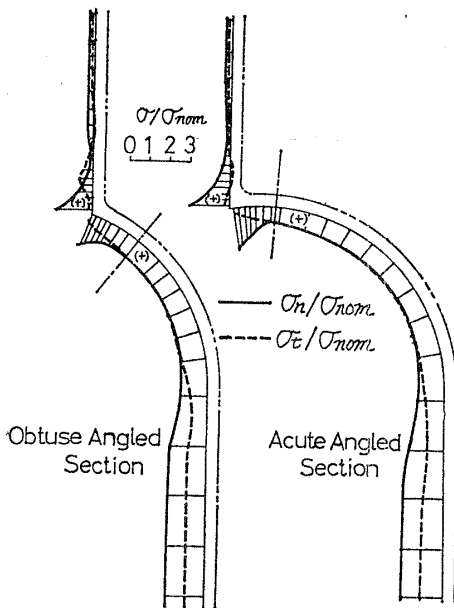 σ/σnom
0 1 2 3
(+)
(+)
(+)
(+)
σn/σnom
σt/σnom
Obtuse Angled
Section
Acute Angled
Section